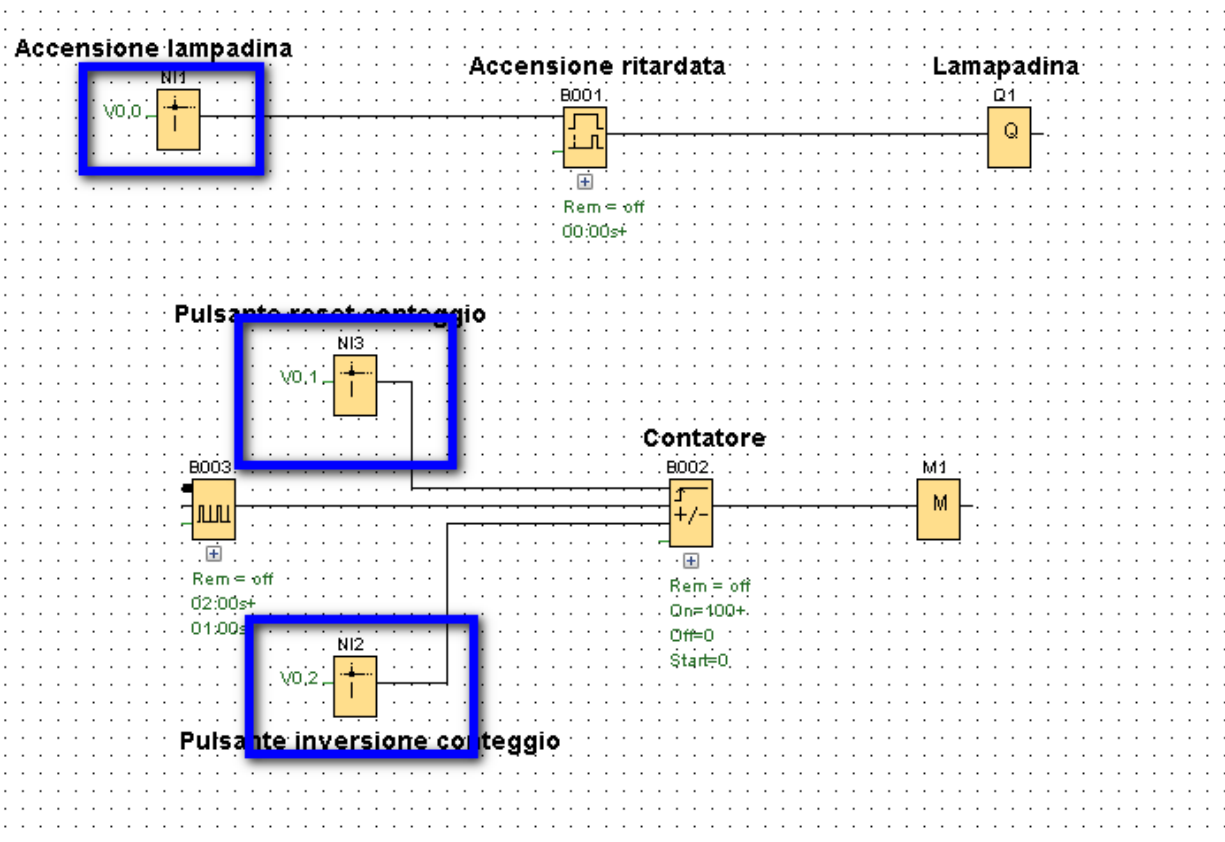 Accensione lampadina
NI1
V0,0
Accensione ritardata
B001
Rem = off
00:00s+
Lamapadina
Q1
Q
Pulsante reset conteggio
NI3
V0,1
B003
Rem = off
02:00s+
01:00s
Contatore
B002
+/-
Rem = off
On=100+
Off=0
Start=0
M1
M
NI2
V0,2
Pulsante inversione conteggio